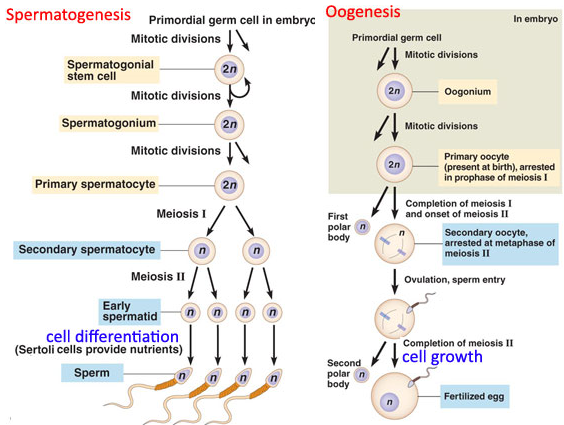 Spermatogenesis
Primordial germ cell in embryo
Mitotic divisions
Spermatogonial
stem cell
2n
Mitotic divisions
Spermatogonium
2n
Mitotic divisions
Primary spermatocyte
2n
Meiosis I
Secondary spermatocyte
n
n
Meiosis II
Early
spermatid
n
n
n
n
cell differentiation
(Sertoli cells provide nutrients)
Sperm
n
n
n
n
Oogenesis
In embryo
Primordial germ cell
Mitotic divisions
2n
Oogonium
Mitotic divisions
2n
Primary oocyte
(present at birth), arrested
in prophase of meiosis I
Completion of meiosis I
and onset of meiosis II
First
polar
body
n
n
Secondary oocyte,
arrested at metaphase of
meiosis II
Ovulation, sperm entry
Completion of meiosis II
cell growth
Second
polar
body
n
n
Fertilized egg